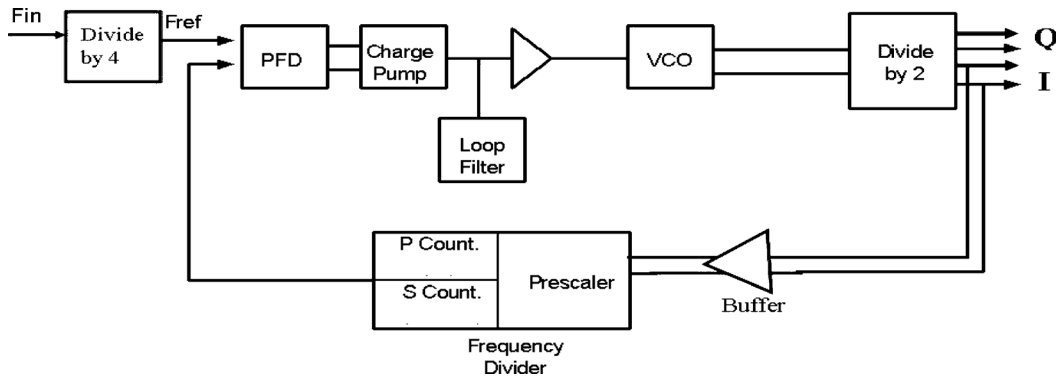 Fin
Divide
by 4
Fref
PFD
Charge
Pump
VCO
Divide
by 2
Q
I
Loop
Filter
P Count.
S Count.
Prescaler
Buffer
Frequency
Divider